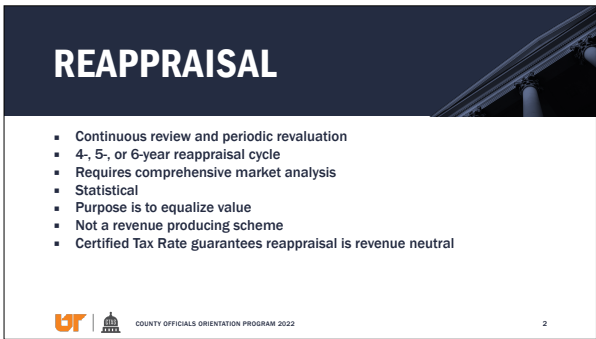 REAPPRAISAL
▪ Continuous review and periodic revaluation
▪ 4-, 5-, or 6-year reappraisal cycle
▪ Requires comprehensive market analysis
▪ Statistical
▪ Purpose is to equalize value
▪ Not a revenue producing scheme
▪ Certified Tax Rate guarantees reappraisal is revenue neutral
UT CTAS COUNTY OFFICIALS ORIENTATION PROGRAM 2022 2